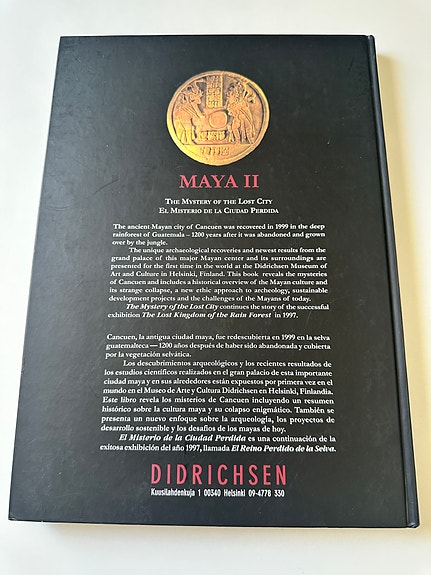 MAYA II
THE MYSTERY OF THE LOST CITY
EL MISTERIO DE LA CIUDAD PERDIDA
The ancient Mayan city of Cancuen was recovered in 1999 in the deep
rainforest of Guatemala – 1200 years after it was abandoned and grown
over by the jungle.
The unique archaeological recoveries and newest results from the
grand palace of this major Mayan center and its surroundings are
presented for the first time in the world at the Didrichsen Museum of
Art and Culture in Helsinki, Finland. This book reveals the mysteries
of Cancuen and includes a historical overview of the Mayan culture and
its strange collapse, a new ethic approach to archeology, sustainable
development projects and the challenges of the Mayans of today.
The Mystery of the Lost City continues the story of the successful
exhibition The Lost Kingdom of the Rain Forest in 1997.
Cancuen, la antigua ciudad maya, fue redescubierta en 1999 en la selva
guatemalteca — 1200 años después de haber sido abandonada y cubierta
por la vegetación selvática.
Los descubrimientos arqueológicos y los recientes resultados de
los estudios científicos realizados en el gran palacio de esta importante
ciudad maya y en sus alrededores están expuestos por primera vez en el
mundo en el Museo de Arte y Cultura Didrichsen en Helsinki, Finlandia.
Este libro revela los misterios de Cancuen incluyendo un resumen
histórico sobre la cultura maya y su colapso enigmático. También se
presenta un nuevo enfoque sobre la arqueología, los proyectos de
desarrollo sostenible y los desafíos de los mayas de hoy.
El Misterio de la Ciudad Perdida es una continuación de la
exitosa exhibición del año 1997, llamada El Reino Perdido de la Selva.
DIDRICHSEN
Kuusilahdenkuja 1 00340 Helsinki 09-4778 330